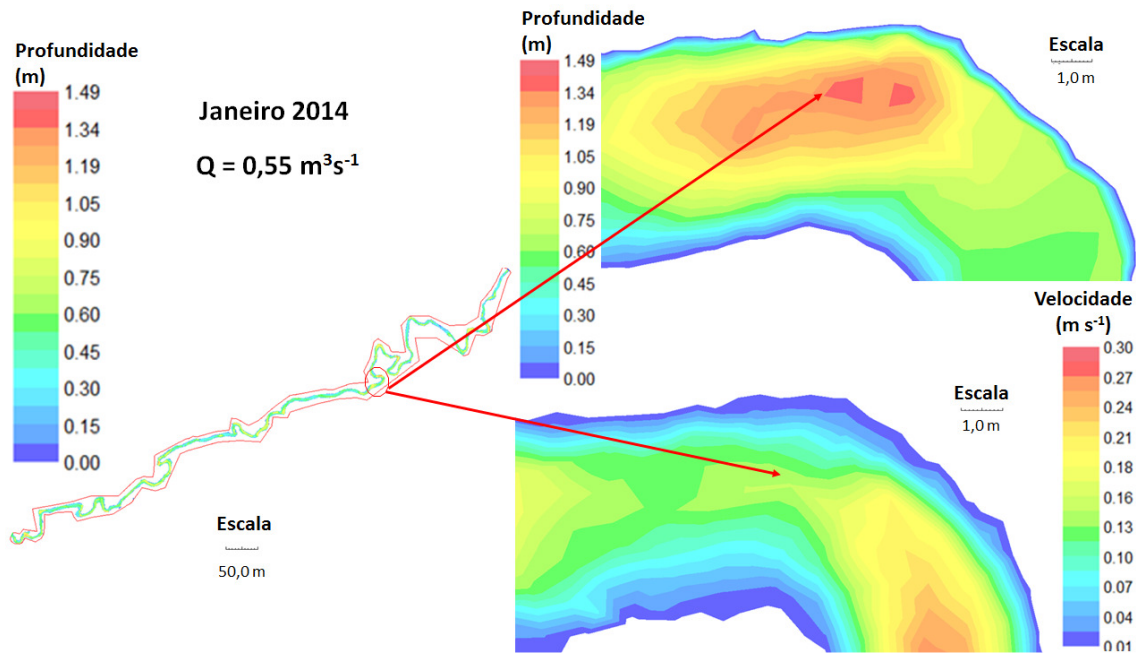 Profundidade
(m)
1.49
1.34
1.19
1.05
0.90
0.75
0.60
0.45
0.30
0.15
0.00
Janeiro 2014
Q = 0,55 m³s⁻¹
Escala
50,0 m
Profundidade
(m)
1.49
1.34
1.19
1.05
0.90
0.75
0.60
0.45
0.30
0.15
0.00
Escala
1,0 m
Velocidade
(m s⁻¹)
0.30
0.27
0.24
0.21
0.18
0.16
0.13
0.10
0.07
0.04
0.01
Escala
1,0 m